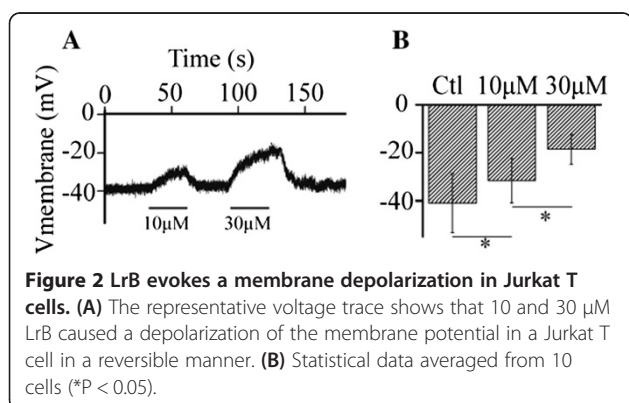 A
Time (s)
0 50 100 150
0
-20
-40
Vmembrane (mV)
10μM 30μM
B
Ctl 10μM 30μM
0
-20
-40
*
*
Figure 2 LrB evokes a membrane depolarization in Jurkat T
cells. (A) The representative voltage trace shows that 10 and 30 μM
LrB caused a depolarization of the membrane potential in a Jurkat T
cell in a reversible manner. (B) Statistical data averaged from 10
cells (*P < 0.05).